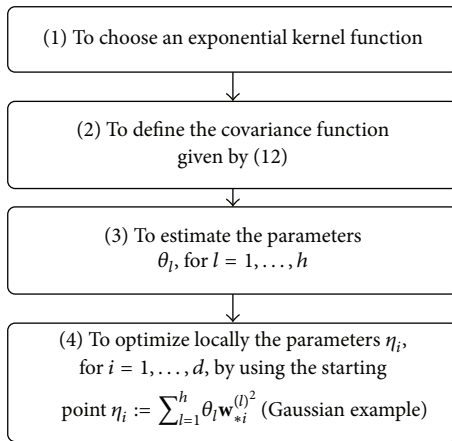 (1) To choose an exponential kernel function
(2) To define the covariance function
given by (12)
(3) To estimate the parameters
θ_l, for l = 1, . . . , h
(4) To optimize locally the parameters η_i,
for i = 1, . . . , d, by using the starting
point η_i := ∑_{l=1}^{h} θ_l w_{*i}^{(l)^2} (Gaussian example)